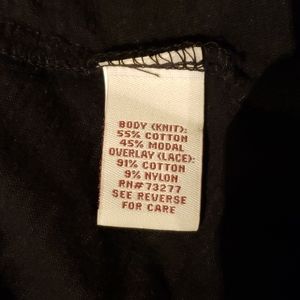 BODY (KNIT):
55% COTTON
45% MODAL
OVERLAY (LACE):
91% COTTON
9% NYLON
RN#73277
SEE REVERSE
FOR CARE